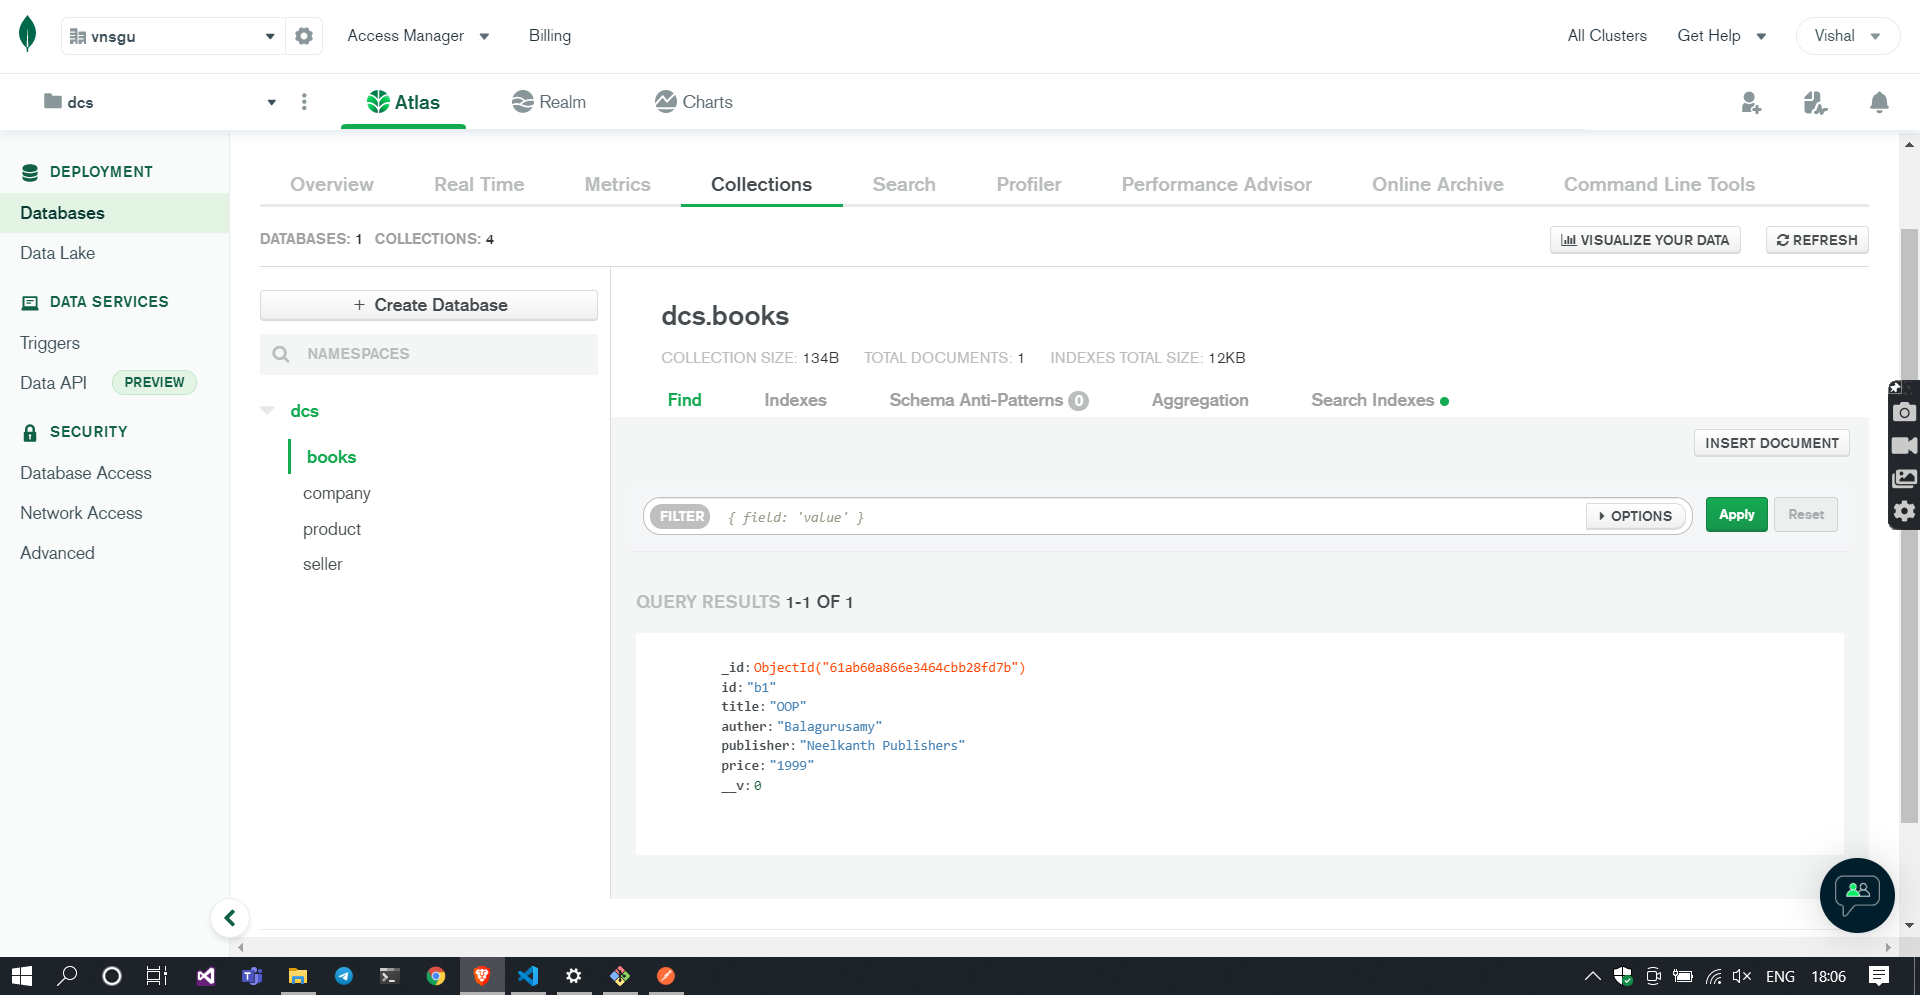 vnsgu
Access Manager
Billing
All Clusters
Get Help
Vishal
dcs
Atlas
Realm
Charts
DEPLOYMENT
Databases
Data Lake
DATA SERVICES
Triggers
Data API PREVIEW
SECURITY
Database Access
Network Access
Advanced
Overview Real Time Metrics Collections Search Profiler Performance Advisor Online Archive Command Line Tools
DATABASES: 1 COLLECTIONS: 4
VISUALIZE YOUR DATA
REFRESH
+ Create Database
NAMESPACES
dcs
books
company
product
seller
dcs.books
COLLECTION SIZE: 134B TOTAL DOCUMENTS: 1 INDEXES TOTAL SIZE: 12KB
Find Indexes Schema Anti-Patterns 0 Aggregation Search Indexes
INSERT DOCUMENT
FILTER { field: 'value' } OPTIONS Apply Reset
QUERY RESULTS 1-1 OF 1
_id: ObjectId("61ab60a866e3464cbb28fd7b")
id: "b1"
title: "OOP"
auther: "Balagurusamy"
publisher: "Neelkanth Publishers"
price: "1999"
__v: 0
ENG 18:06